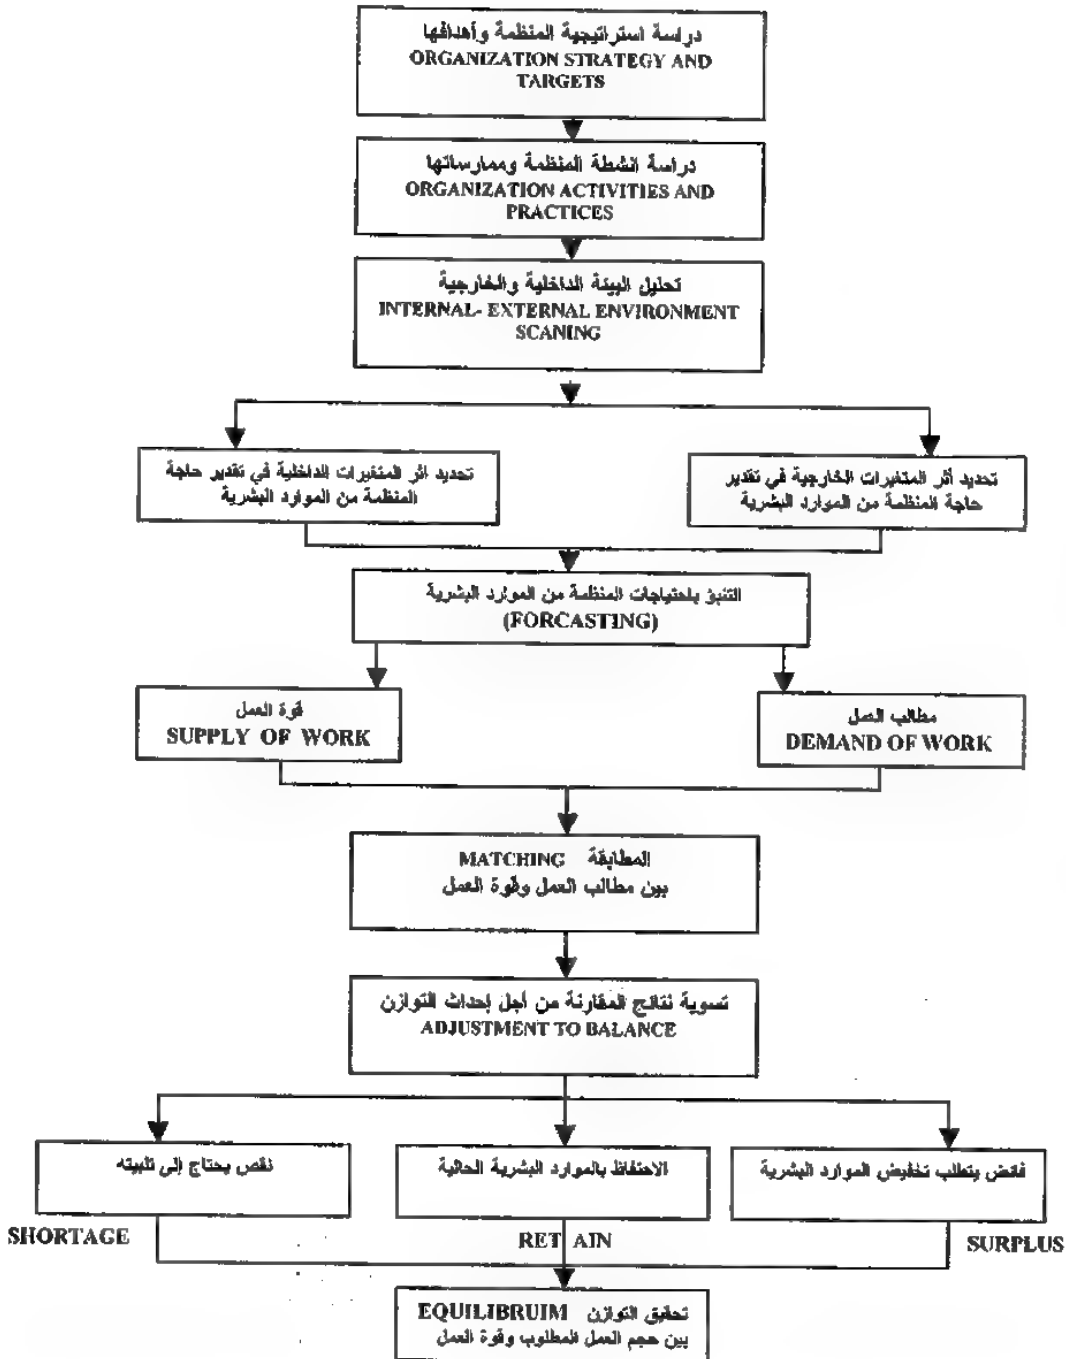 دراسة استراتيجية المنظمة وأهدافها
ORGANIZATION STRATEGY AND
TARGETS
دراسة انشطة المنظمة وممارساتها
ORGANIZATION ACTIVITIES AND
PRACTICES
تحليل البيئة الداخلية والخارجية
INTERNAL- EXTERNAL ENVIRONMENT
SCANING
تحديد أثر المتغيرات الخارجية في تقدير
حاجة المنظمة من الموارد البشرية
تحديد اثر المتغيرات الداخلية في تقدير حاجة
المنظمة من الموارد البشرية
التنبؤ باحتياجات المنظمة من الموارد البشرية
(FORCASTING)
مطالب العمل
DEMAND OF WORK
قوة العمل
SUPPLY OF WORK
المطابقة MATCHING
بين مطالب العمل وقوة العمل
تسوية نتائج المقارنة من أجل إحداث التوازن
ADJUSTMENT TO BALANCE
فائض يتطلب تخفيض الموارد البشرية
SURPLUS
الاحتفاظ بالموارد البشرية الحالية
RET AIN
نقص يحتاج إلى تلبيته
SHORTAGE
تحقيق التوازن EQUILIBRUIM
بين حجم العمل المطلوب وقوة العمل